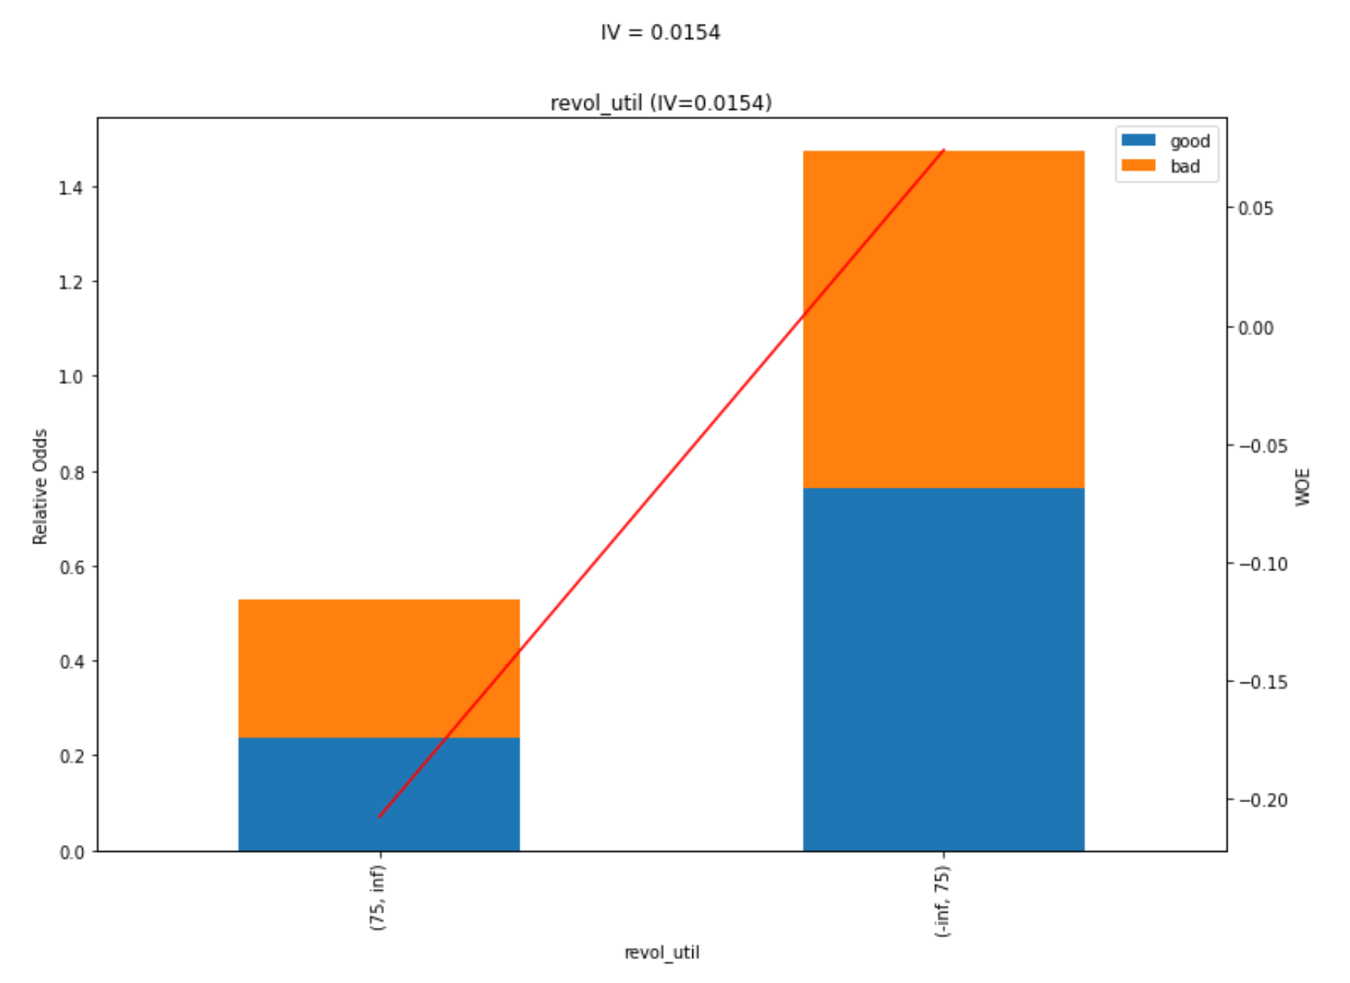 IV = 0.0154
revol_util (IV=0.0154)
good
bad
1.4
1.2
1.0
0.8
0.6
0.4
0.2
0.0
Relative Odds
0.05
0.00
−0.05
−0.10
−0.15
−0.20
WOE
(75, inf)
(-inf, 75)
revol_util